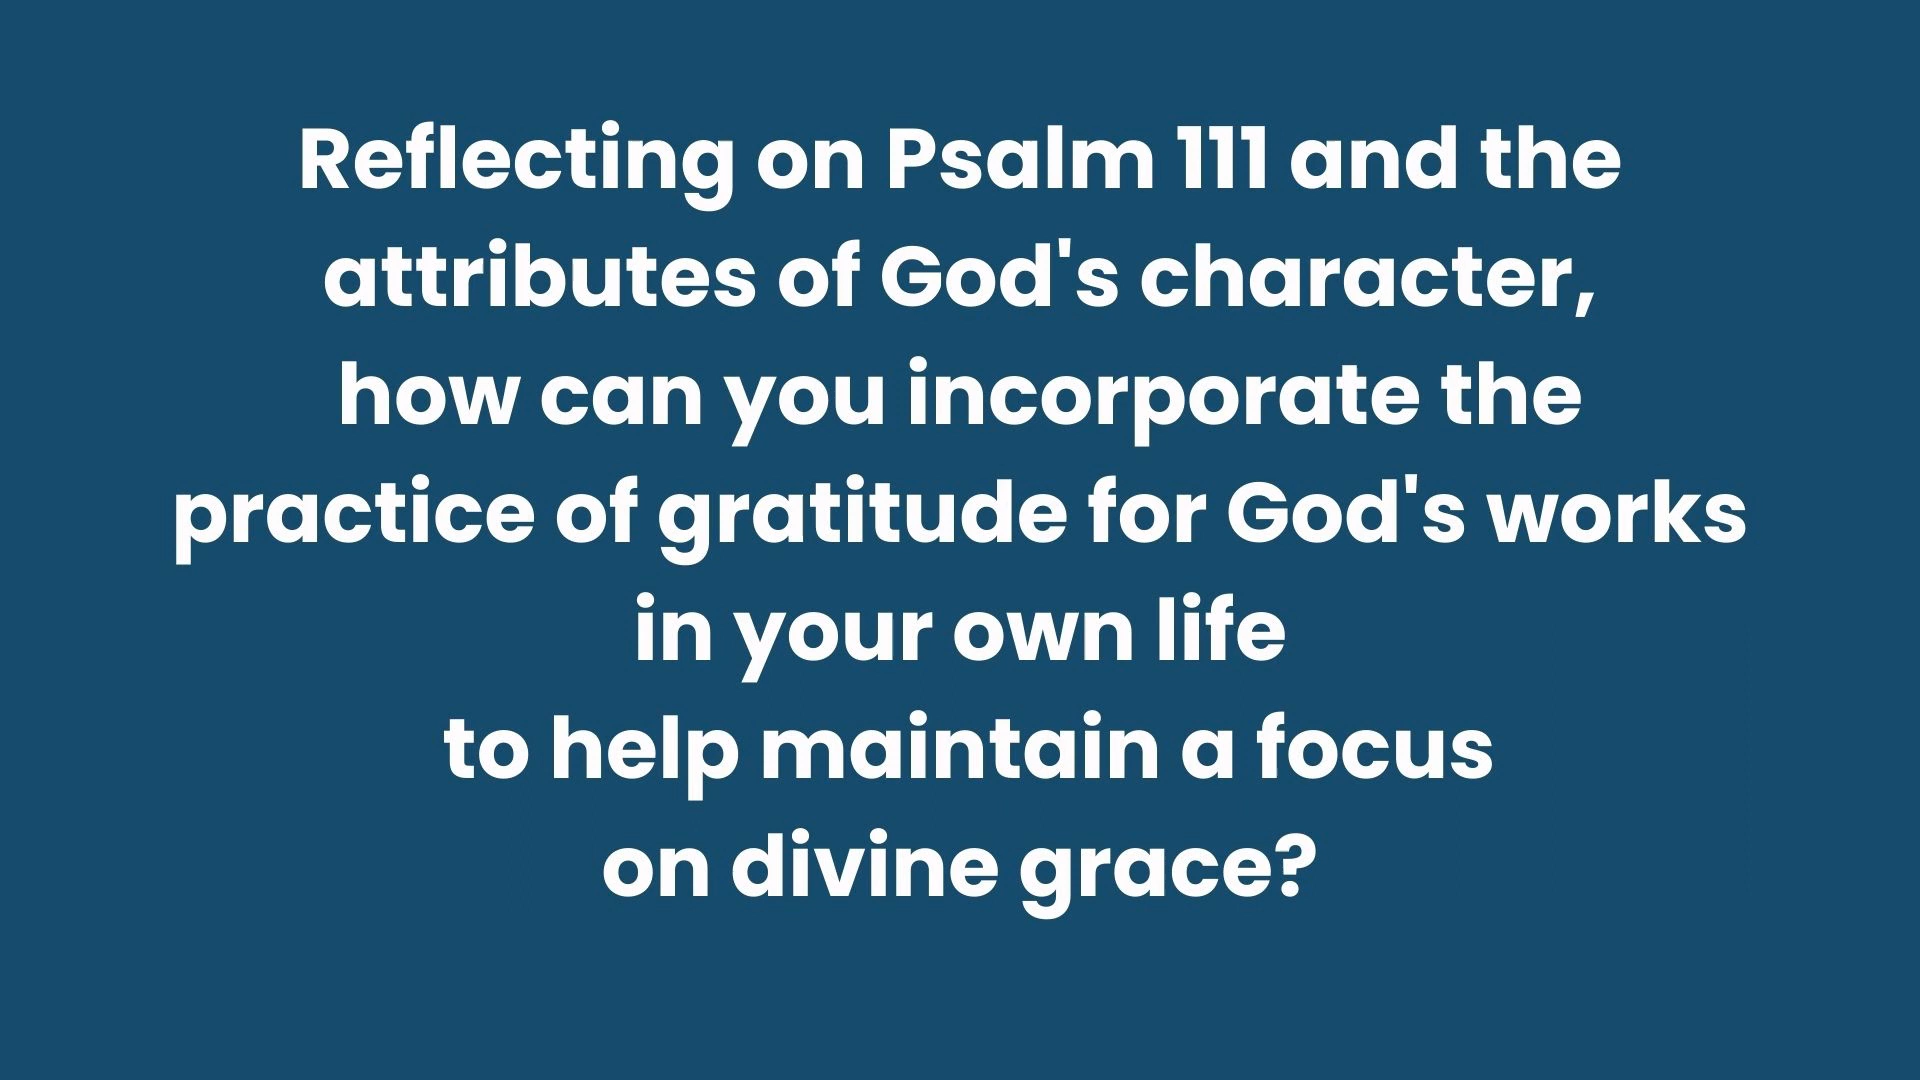 Reflecting on Psalm 111 and the
attributes of God's character,
how can you incorporate the
practice of gratitude for God's works
in your own life
to help maintain a focus
on divine grace?